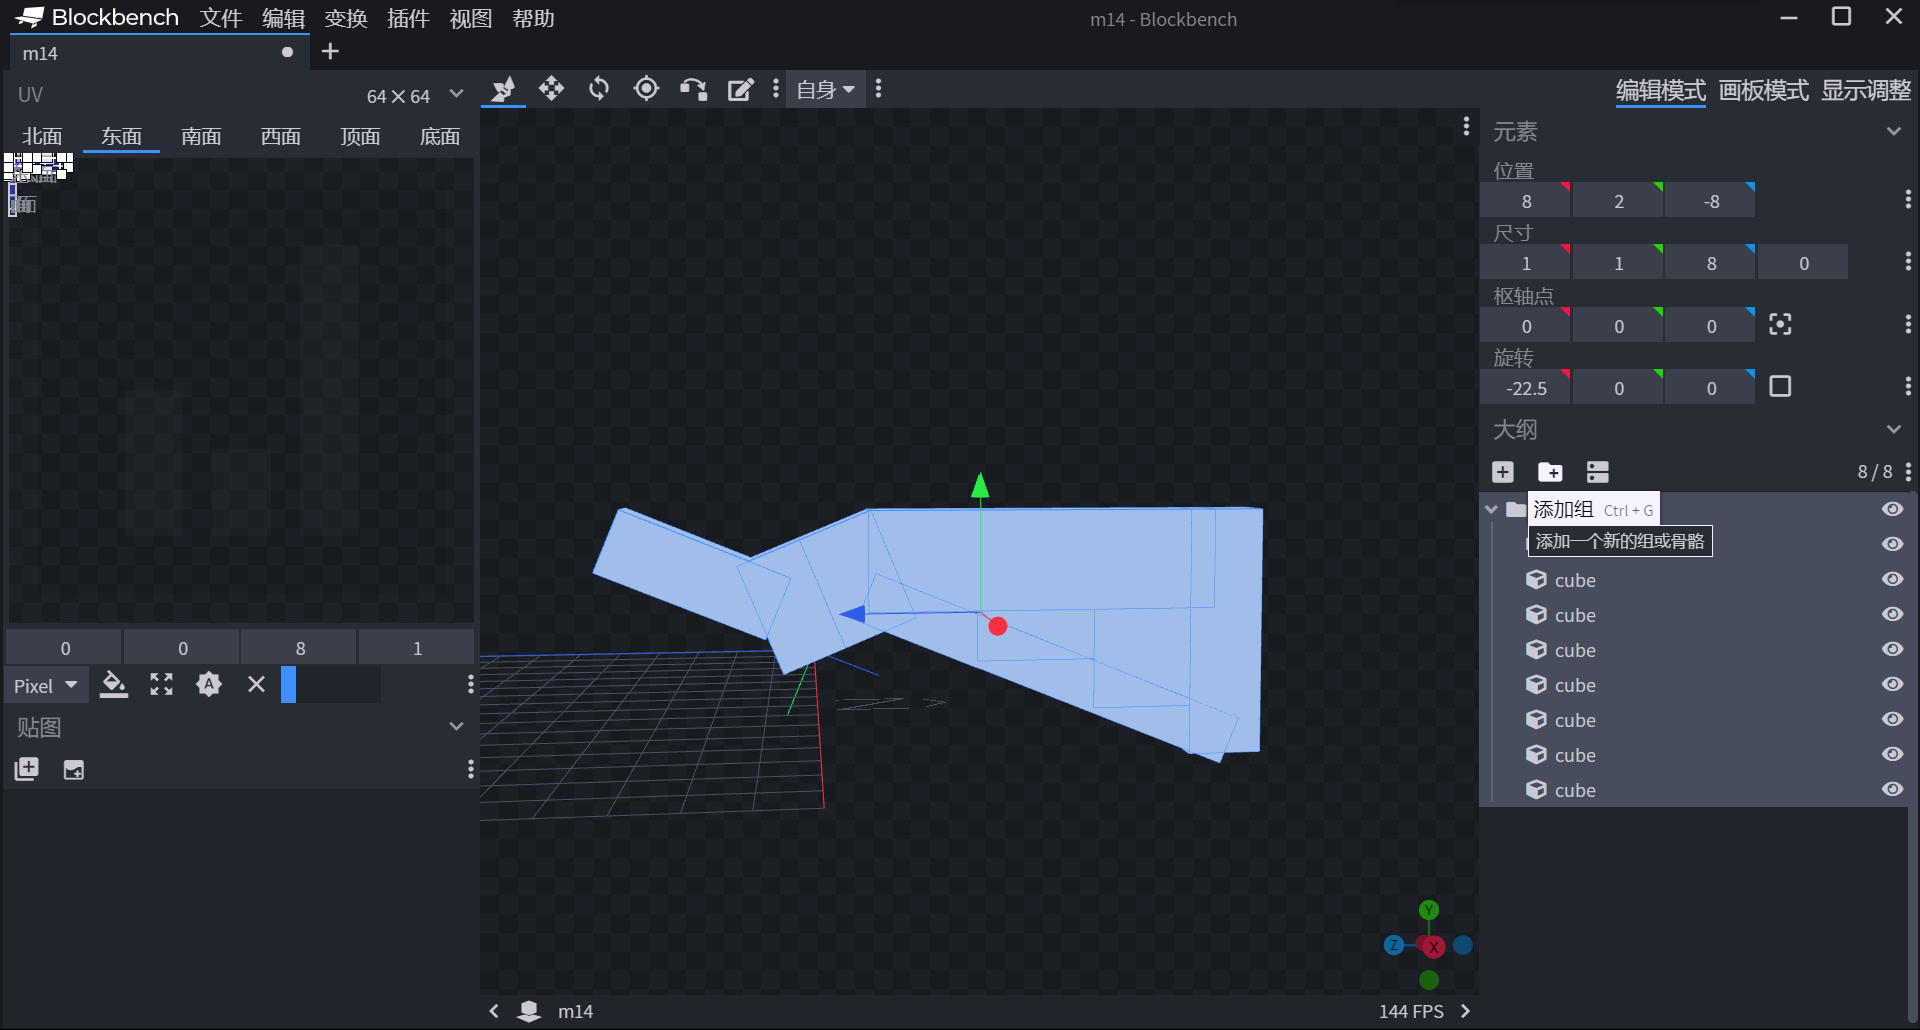 Blockbench 文件 编辑 变换 插件 视图 帮助
m14 - Blockbench
m14
UV
64 × 64
自身
编辑模式 画板模式 显示调整
北面 东面 南面 西面 顶面 底面
面
元素
位置
8 2 -8
尺寸
1 1 8 0
枢轴点
0 0 0
旋转
-22.5 0 0
大纲
8 / 8
添加组 Ctrl + G
添加一个新的组或骨骼
cube
cube
cube
cube
cube
cube
cube
0 0 8 1
Pixel
贴图
Y
Z
X
m14
144 FPS